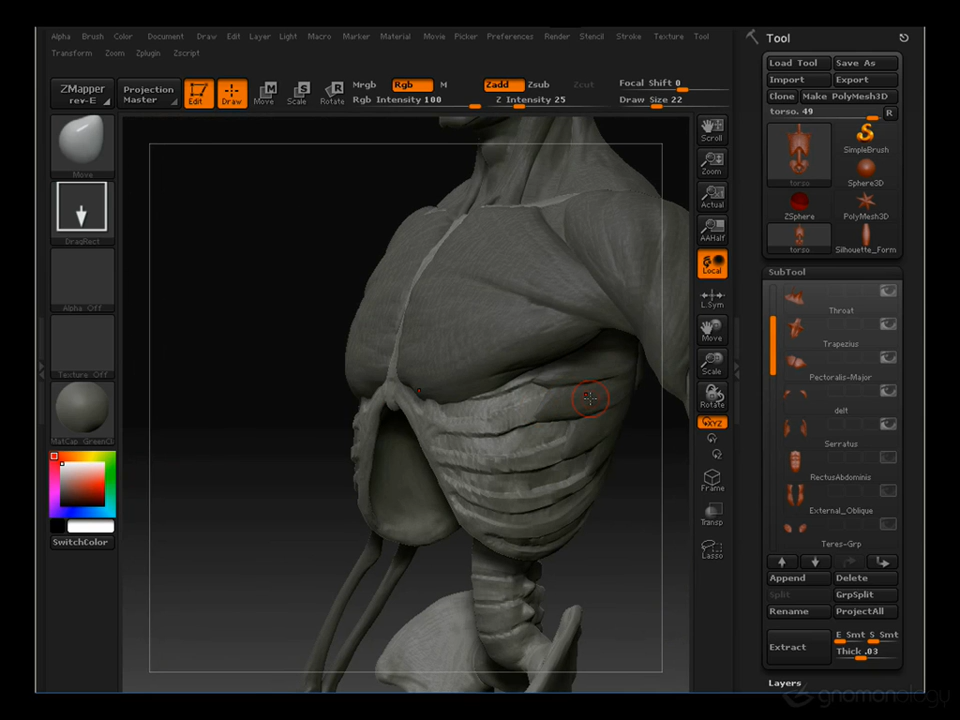 Alpha Brush Color Document Draw Edit Layer Light Macro Marker Material Movie Picker Preferences Render Stencil Stroke Texture Tool
Transform Zoom Zplugin Zscript
Tool
ZMapper
rev-E
Projection
Master
Edit
Draw
Move
Scale
Rotate
Mrgb Rgb M
Rgb Intensity 100
Zadd Zsub Zcut
Z Intensity 25
Focal Shift 0
Draw Size 22
Load Tool Save As
Import Export
Clone Make PolyMesh3D
torso. 49 R
torso
SimpleBrush
Sphere3D
ZSphere
PolyMesh3D
torso
Silhouette_Form
SubTool
Throat
Trapezius
Pectoralis-Major
delt
Serratus
RectusAbdominis
External_Oblique
Teres-Grp
Append Delete
Split GrpSplit
Rename ProjectAll
Extract
E Smt S Smt
Thick .03
Layers
Move
DragRect
Alpha Off
Texture Off
MatCap_GreenCl
SwitchColor
Scroll
Zoom
Actual
AAHalf
Local
L.Sym
Move
Scale
Rotate
XYZ
Frame
Transp
Lasso
gnomonology